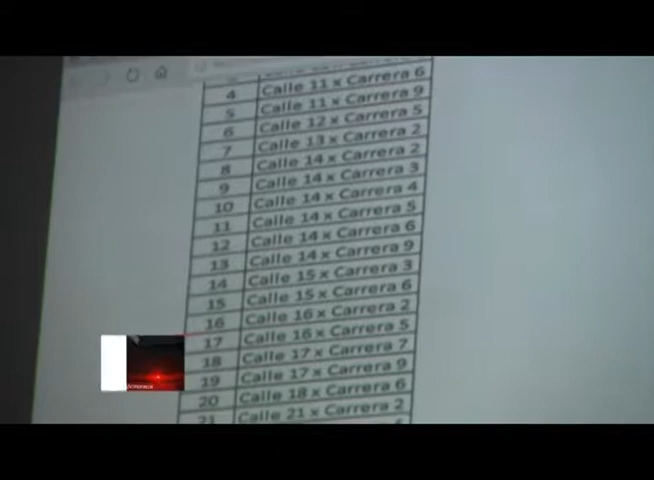 4 Calle 11 x Carrera 6
5 Calle 11 x Carrera 9
6 Calle 12 x Carrera 5
7 Calle 13 x Carrera 2
8 Calle 14 x Carrera 2
9 Calle 14 x Carrera 3
10 Calle 14 x Carrera 4
11 Calle 14 x Carrera 5
12 Calle 14 x Carrera 6
13 Calle 14 x Carrera 9
14 Calle 15 x Carrera 3
15 Calle 15 x Carrera 6
16 Calle 16 x Carrera 2
17 Calle 16 x Carrera 5
18 Calle 17 x Carrera 7
19 Calle 17 x Carrera 9
20 Calle 18 x Carrera 6
21 Calle 21 x Carrera 2